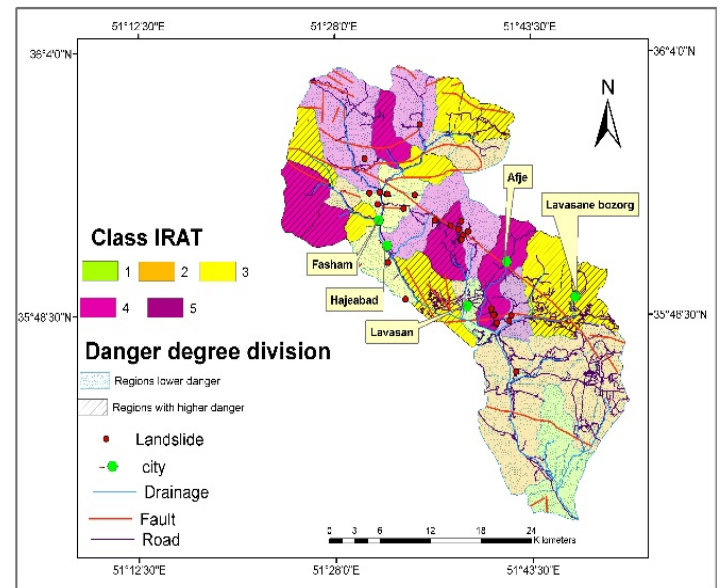 51°12'30"E 51°28'0"E 51°43'30"E
36°4'0"N 36°4'0"N
N
Afje
Lavasane bozorg
Class IRAT
1 2 3
4 5
Fasham
Hajeabad
Lavasan
35°48'30"N 35°48'30"N
Danger degree division
Regions lower danger
Regions with higher danger
Landslide
city
Drainage
Fault
Road
0 3 6 12 18 24
Kilometers
51°12'30"E 51°28'0"E 51°43'30"E